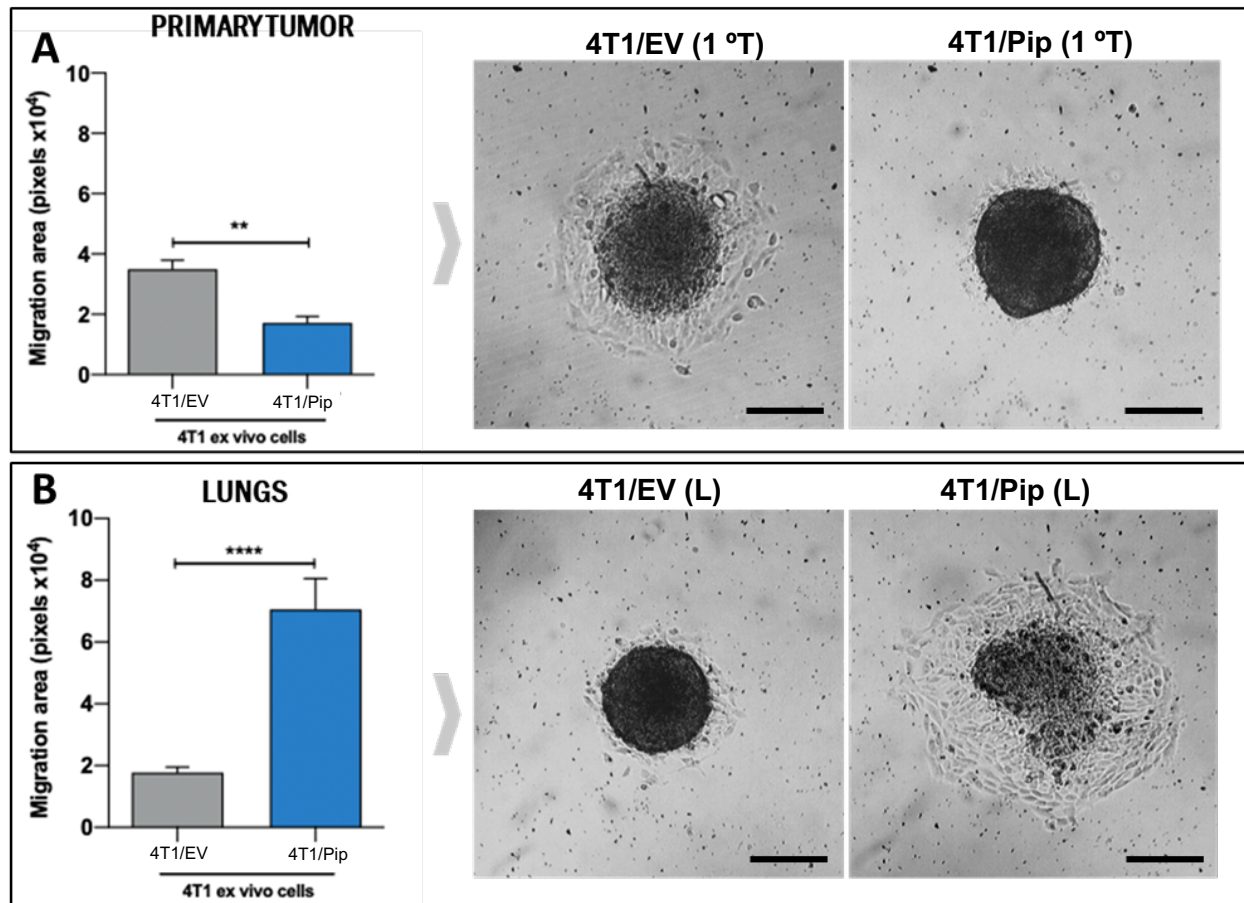 A
PRIMARYTUMOR
Migration area (pixels x10⁴)
10
8
6
4
2
0
**
4T1/EV
4T1/Pip
4T1 ex vivo cells
4T1/EV (1 ºT)
4T1/Pip (1 ºT)
B
LUNGS
Migration area (pixels x10⁴)
10
8
6
4
2
0
****
4T1/EV
4T1/Pip
4T1 ex vivo cells
4T1/EV (L)
4T1/Pip (L)